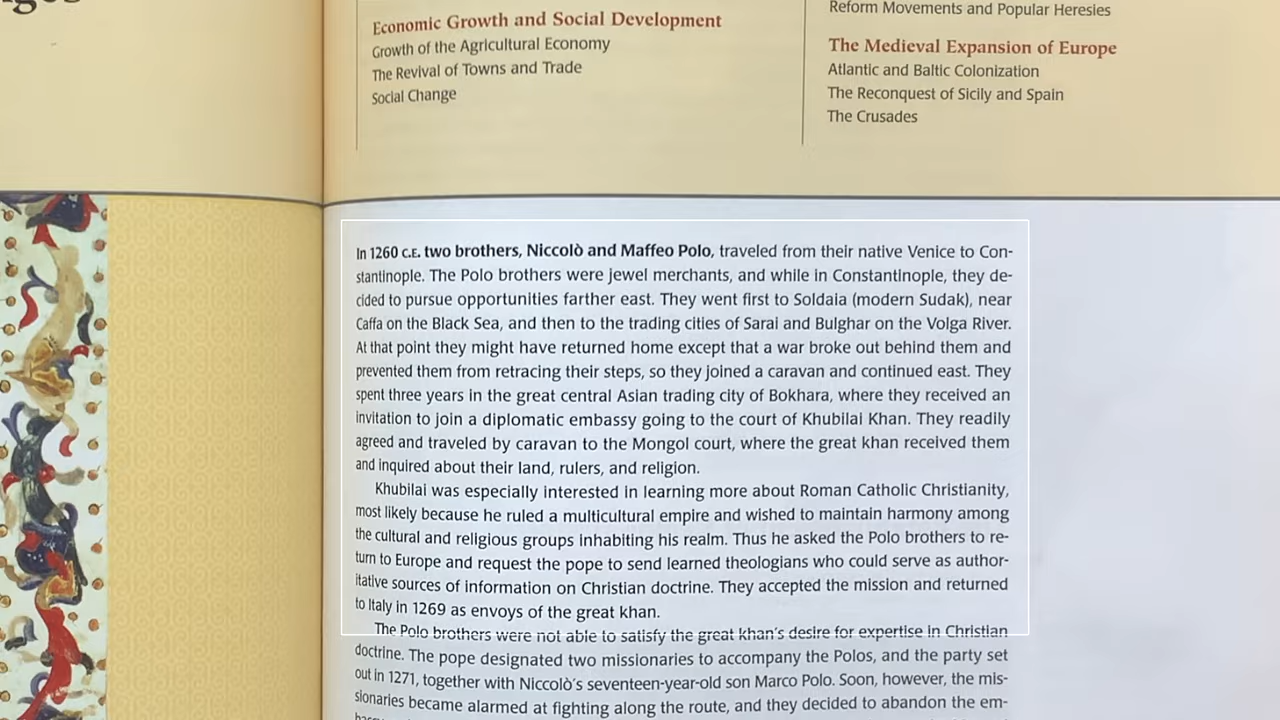 Economic Growth and Social Development
Growth of the Agricultural Economy
The Revival of Towns and Trade
Social Change
Reform Movements and Popular Heresies
The Medieval Expansion of Europe
Atlantic and Baltic Colonization
The Reconquest of Sicily and Spain
The Crusades
In 1260 C.E. two brothers, Niccolò and Maffeo Polo, traveled from their native Venice to Con-
stantinople. The Polo brothers were jewel merchants, and while in Constantinople, they de-
cided to pursue opportunities farther east. They went first to Soldaia (modern Sudak), near
Caffa on the Black Sea, and then to the trading cities of Sarai and Bulghar on the Volga River.
At that point they might have returned home except that a war broke out behind them and
prevented them from retracing their steps, so they joined a caravan and continued east. They
spent three years in the great central Asian trading city of Bokhara, where they received an
invitation to join a diplomatic embassy going to the court of Khubilai Khan. They readily
agreed and traveled by caravan to the Mongol court, where the great khan received them
and inquired about their land, rulers, and religion.
Khubilai was especially interested in learning more about Roman Catholic Christianity,
most likely because he ruled a multicultural empire and wished to maintain harmony among
the cultural and religious groups inhabiting his realm. Thus he asked the Polo brothers to re-
turn to Europe and request the pope to send learned theologians who could serve as author-
itative sources of information on Christian doctrine. They accepted the mission and returned
to Italy in 1269 as envoys of the great khan.
The Polo brothers were not able to satisfy the great khan's desire for expertise in Christian
doctrine. The pope designated two missionaries to accompany the Polos, and the party set
out in 1271, together with Niccolò's seventeen-year-old son Marco Polo. Soon, however, the mis-
sionaries became alarmed at fighting along the route, and they decided to abandon the em-